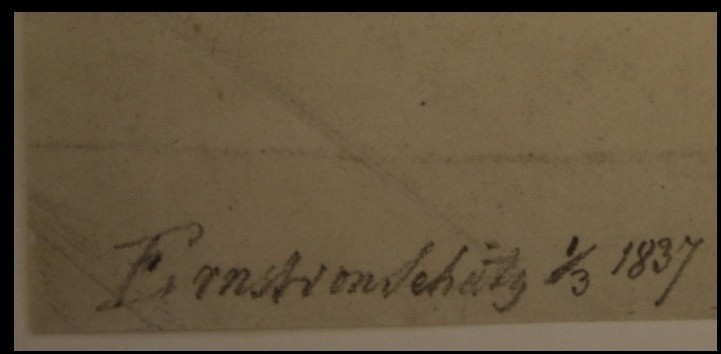 Ernst von Schütz 1/3 1837